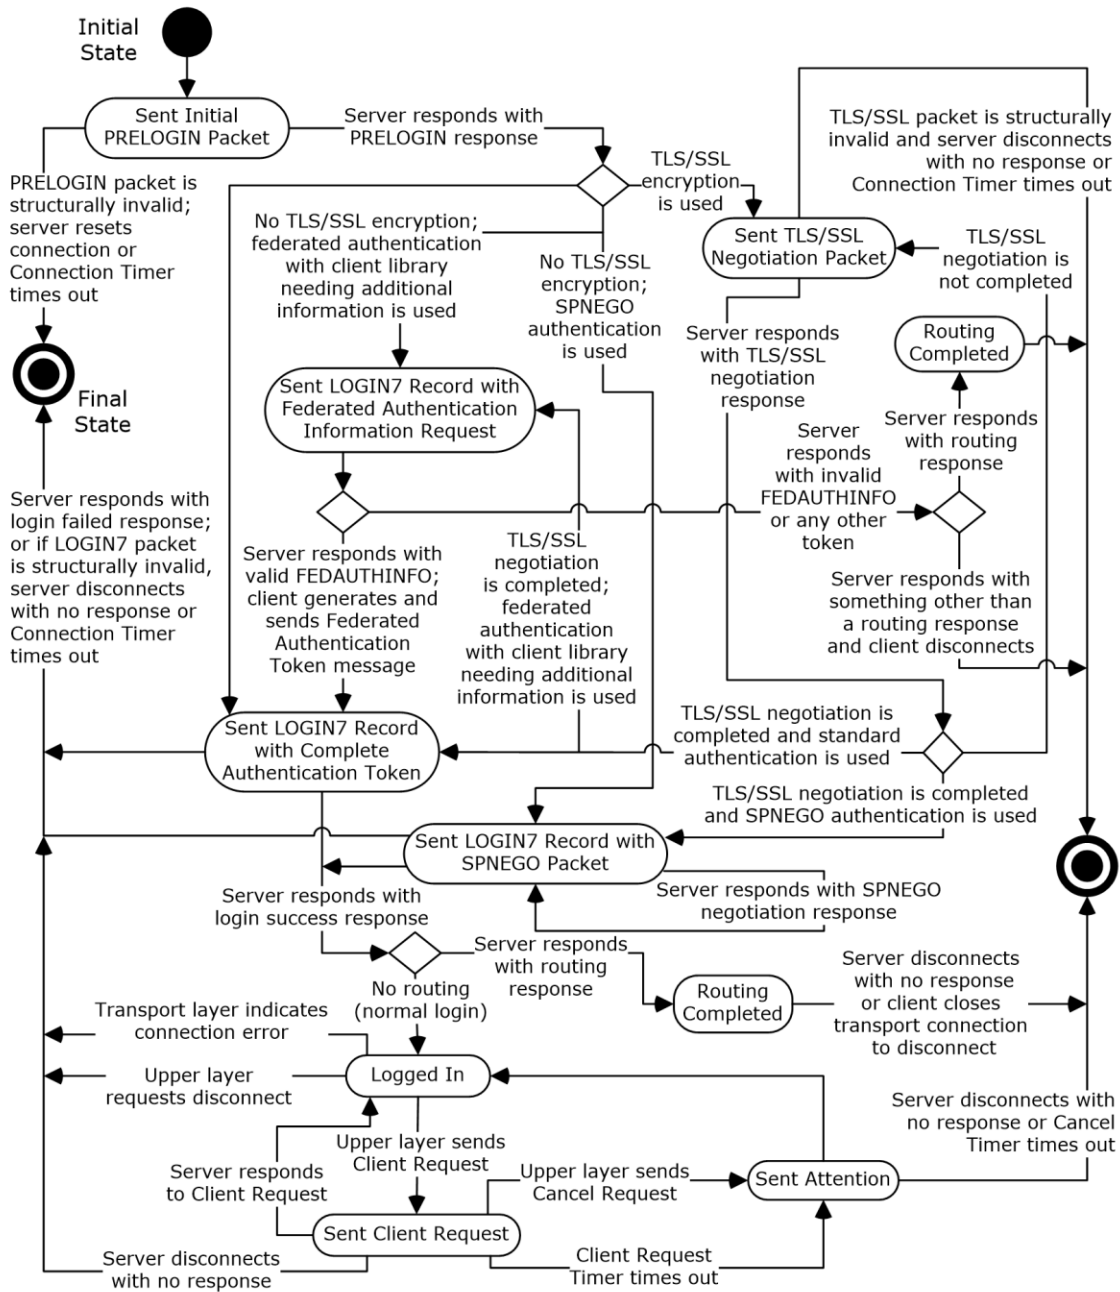 Initial
State
Sent Initial
PRELOGIN Packet
Server responds with
PRELOGIN response
TLS/SSL packet is structurally
invalid and server disconnects
with no response or
Connection Timer times out
PRELOGIN packet is
structurally invalid;
server resets
connection or
Connection Timer
times out
TLS/SSL
encryption
is used
No TLS/SSL encryption;
federated authentication
with client library
needing additional
information is used
No TLS/SSL
encryption;
SPNEGO
authentication
is used
Sent TLS/SSL
Negotiation Packet
TLS/SSL
negotiation is
not completed
Server responds
with TLS/SSL
negotiation
response
Routing
Completed
Final
State
Sent LOGIN7 Record with
Federated Authentication
Information Request
Server responds
with routing
response
Server
responds
with invalid
FEDAUTHINFO
or any other
token
Server responds with
login failed response;
or if LOGIN7 packet
is structurally invalid,
server disconnects
with no response or
Connection Timer
times out
Server responds with
valid FEDAUTHINFO;
client generates and
sends Federated
Authentication
Token message
TLS/SSL
negotiation
is completed;
federated
authentication
with client library
needing additional
information is used
Server responds with
something other than
a routing response
and client disconnects
Sent LOGIN7 Record
with Complete
Authentication Token
TLS/SSL negotiation is
completed and standard
authentication is used
TLS/SSL negotiation is completed
and SPNEGO authentication is used
Sent LOGIN7 Record with
SPNEGO Packet
Server responds with SPNEGO
negotiation response
Server responds with
login success response
Server responds
with routing
response
No routing
(normal login)
Routing
Completed
Server disconnects
with no response
or client closes
transport connection
to disconnect
Transport layer indicates
connection error
Upper layer
requests disconnect
Logged In
Server disconnects with
no response or Cancel
Timer times out
Upper layer sends
Client Request
Server responds
to Client Request
Upper layer sends
Cancel Request
Sent Attention
Sent Client Request
Server disconnects
with no response
Client Request
Timer times out